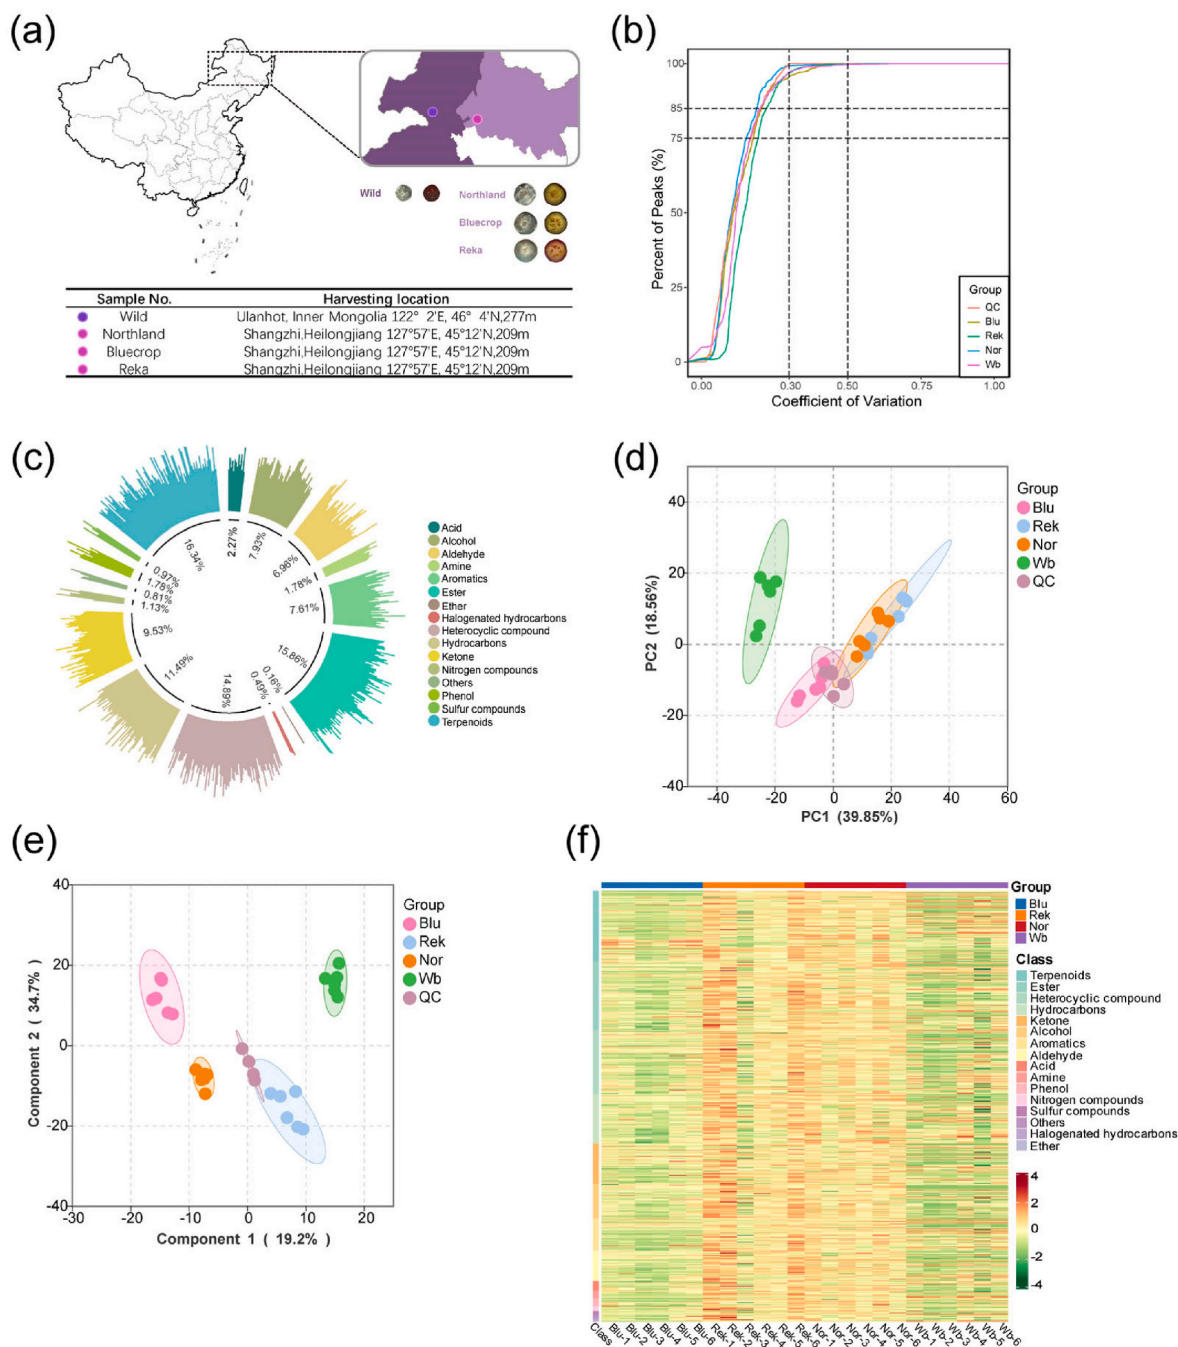 (a)
Wild
Northland
Bluecrop
Reka
Sample No. Harvesting location
Wild Ulanhot, Inner Mongolia 122° 2'E, 46° 4'N,277m
Northland Shangzhi,Heilongjiang 127°57'E, 45°12'N,209m
Bluecrop Shangzhi,Heilongjiang 127°57'E, 45°12'N,209m
Reka Shangzhi,Heilongjiang 127°57'E, 45°12'N,209m
(b)
Percent of Peaks (%)
100
85
75
50
25
0
0.00 0.30 0.50 0.75 1.00
Coefficient of Variation
Group
QC
Blu
Rek
Nor
Wb
(c)
2.27%
7.93%
6.96%
1.78%
7.61%
15.86%
0.16%
0.49%
14.89%
11.49%
9.53%
1.13%
0.81%
1.78%
0.97%
16.34%
Acid
Alcohol
Aldehyde
Amine
Aromatics
Ester
Ether
Halogenated hydrocarbons
Heterocyclic compound
Hydrocarbons
Ketone
Nitrogen compounds
Others
Phenol
Sulfur compounds
Terpenoids
(d)
PC2 (18.56%)
40
20
0
-20
-40
-40 -20 0 20 40 60
PC1 (39.85%)
Group
Blu
Rek
Nor
Wb
QC
(e)
Component 2 ( 34.7% )
40
20
0
-20
-40
-30 -20 -10 0 10 20
Component 1 ( 19.2% )
Group
Blu
Rek
Nor
Wb
QC
(f)
Group
Blu
Rek
Nor
Wb
Class
Terpenoids
Ester
Heterocyclic compound
Hydrocarbons
Ketone
Alcohol
Aromatics
Aldehyde
Acid
Amine
Phenol
Nitrogen compounds
Sulfur compounds
Others
Halogenated hydrocarbons
Ether
4
2
0
-2
-4
Class Blu-1 Blu-2 Blu-3 Blu-4 Blu-5 Blu-6 Rek-1 Rek-2 Rek-3 Rek-4 Rek-5 Rek-6 Nor-1 Nor-2 Nor-3 Nor-4 Nor-5 Nor-6 Wb-1 Wb-2 Wb-3 Wb-4 Wb-5 Wb-6